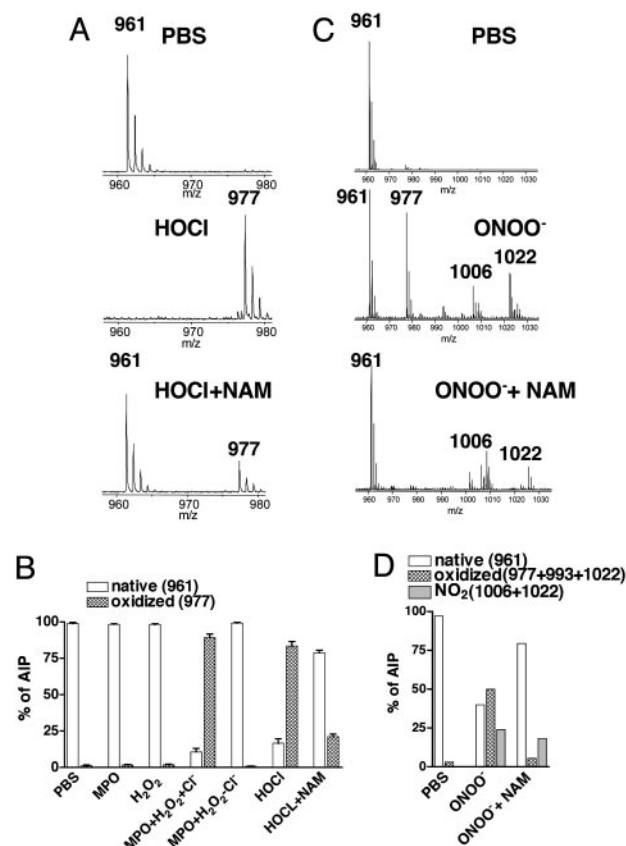 A
PBS
961
960 970 980
m/z
HOCl
977
960 970 980
m/z
HOCl+NAM
961
977
960 970 980
m/z
C
PBS
961
960 970 980 990 1000 1010 1020 1030
m/z
ONOO⁻
961 977
1006 1022
960 970 980 990 1000 1010 1020 1030
m/z
ONOO⁻+ NAM
961
1006 1022
960 970 980 990 1000 1010 1020 1030
m/z
B
native (961)
oxidized (977)
% of AIP
100
75
50
25
0
PBS
MPO
H₂O₂
MPO+H₂O₂+Cl⁻
MPO+H₂O₂-Cl⁻
HOCl
HOCL+NAM
D
native (961)
oxidized(977+993+1022)
NO₂(1006+1022)
% of AIP
100
75
50
25
0
PBS
ONOO⁻
ONOO⁻+ NAM